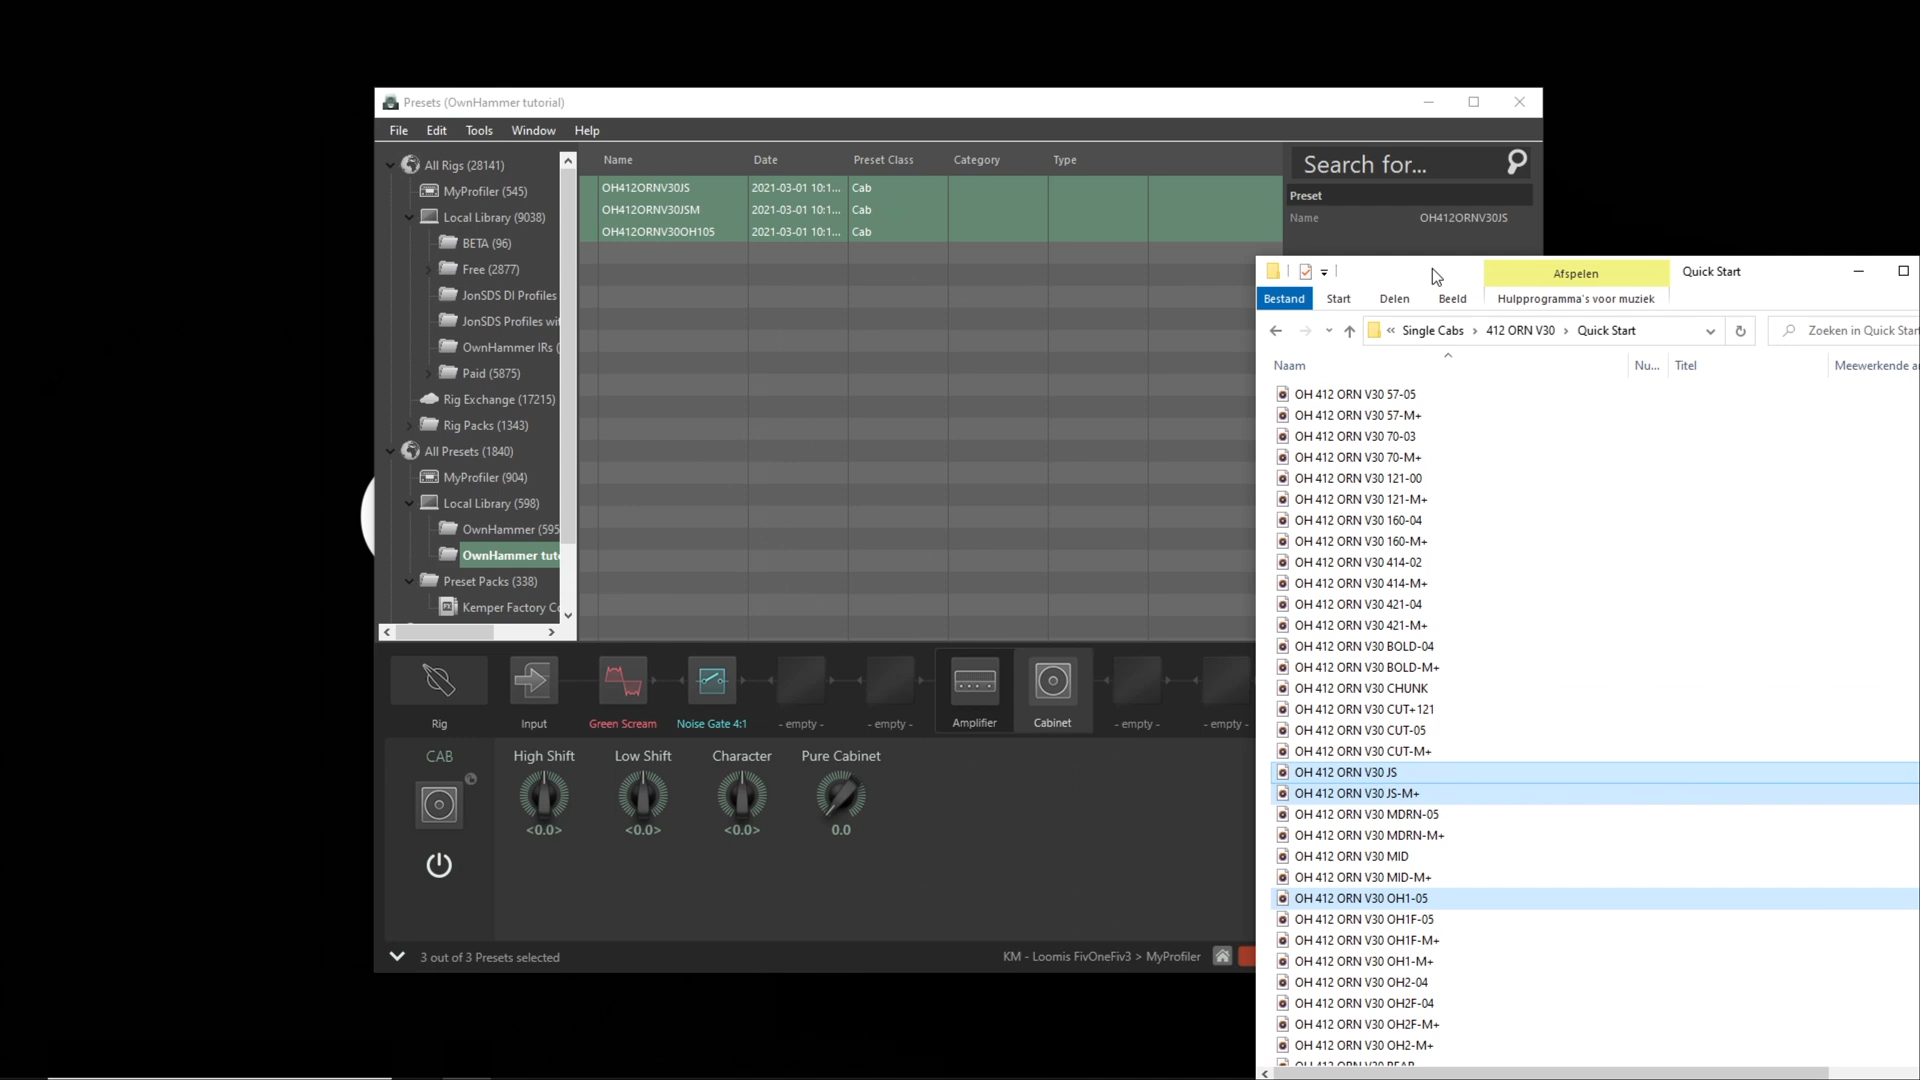 Presets (OwnHammer tutorial)
File Edit Tools Window Help
All Rigs (28141)
MyProfiler (545)
Local Library (9038)
BETA (96)
Free (2877)
JonSDS DI Profiles
JonSDS Profiles wi
OwnHammer IRs (
Paid (5875)
Rig Exchange (17215)
Rig Packs (1343)
All Presets (1840)
MyProfiler (904)
Local Library (598)
OwnHammer (595
OwnHammer tut
Preset Packs (338)
Kemper Factory Co
Name Date Preset Class Category Type
OH412ORNV30JS 2021-03-01 10:1... Cab
OH412ORNV30JSM 2021-03-01 10:1... Cab
OH412ORNV30OH105 2021-03-01 10:1... Cab
Search for...
Preset
Name OH412ORNV30JS
Afspelen Quick Start
Bestand Start Delen Beeld Hulpprogramma's voor muziek
« Single Cabs > 412 ORN V30 > Quick Start
Zoeken in Quick Start
Naam Nu... Titel Meewerkende a
OH 412 ORN V30 57-05
OH 412 ORN V30 57-M+
OH 412 ORN V30 70-03
OH 412 ORN V30 70-M+
OH 412 ORN V30 121-00
OH 412 ORN V30 121-M+
OH 412 ORN V30 160-04
OH 412 ORN V30 160-M+
OH 412 ORN V30 414-02
OH 412 ORN V30 414-M+
OH 412 ORN V30 421-04
OH 412 ORN V30 421-M+
OH 412 ORN V30 BOLD-04
OH 412 ORN V30 BOLD-M+
OH 412 ORN V30 CHUNK
OH 412 ORN V30 CUT+121
OH 412 ORN V30 CUT-05
OH 412 ORN V30 CUT-M+
OH 412 ORN V30 JS
OH 412 ORN V30 JS-M+
OH 412 ORN V30 MDRN-05
OH 412 ORN V30 MDRN-M+
OH 412 ORN V30 MID
OH 412 ORN V30 MID-M+
OH 412 ORN V30 OH1-05
OH 412 ORN V30 OH1F-05
OH 412 ORN V30 OH1F-M+
OH 412 ORN V30 OH1-M+
OH 412 ORN V30 OH2-04
OH 412 ORN V30 OH2F-04
OH 412 ORN V30 OH2F-M+
OH 412 ORN V30 OH2-M+
Rig Input Green Scream Noise Gate 4:1 - empty - - empty - Amplifier Cabinet - empty - - empty -
CAB High Shift Low Shift Character Pure Cabinet
<0.0> <0.0> <0.0> 0.0
3 out of 3 Presets selected
KM - Loomis FivOneFiv3 > MyProfiler